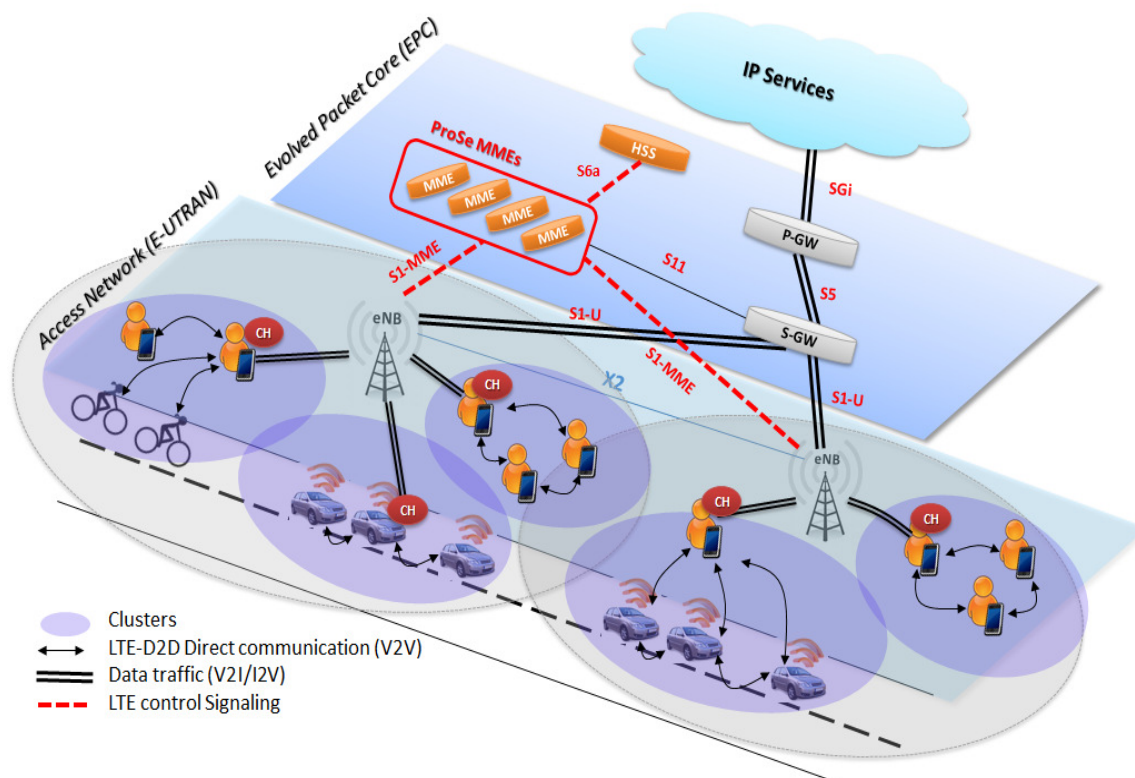 IP Services
Evolved Packet Core (EPC)
ProSe MMEs
HSS
S6a
SGi
MME
MME
MME
MME
P-GW
Access Network (E-UTRAN)
S1-MME
S11
S5
S1-U
S-GW
eNB
CH
S1-MME
X2
CH
S1-U
eNB
CH
CH
CH
Clusters
LTE-D2D Direct communication (V2V)
Data traffic (V2I/I2V)
LTE control Signaling